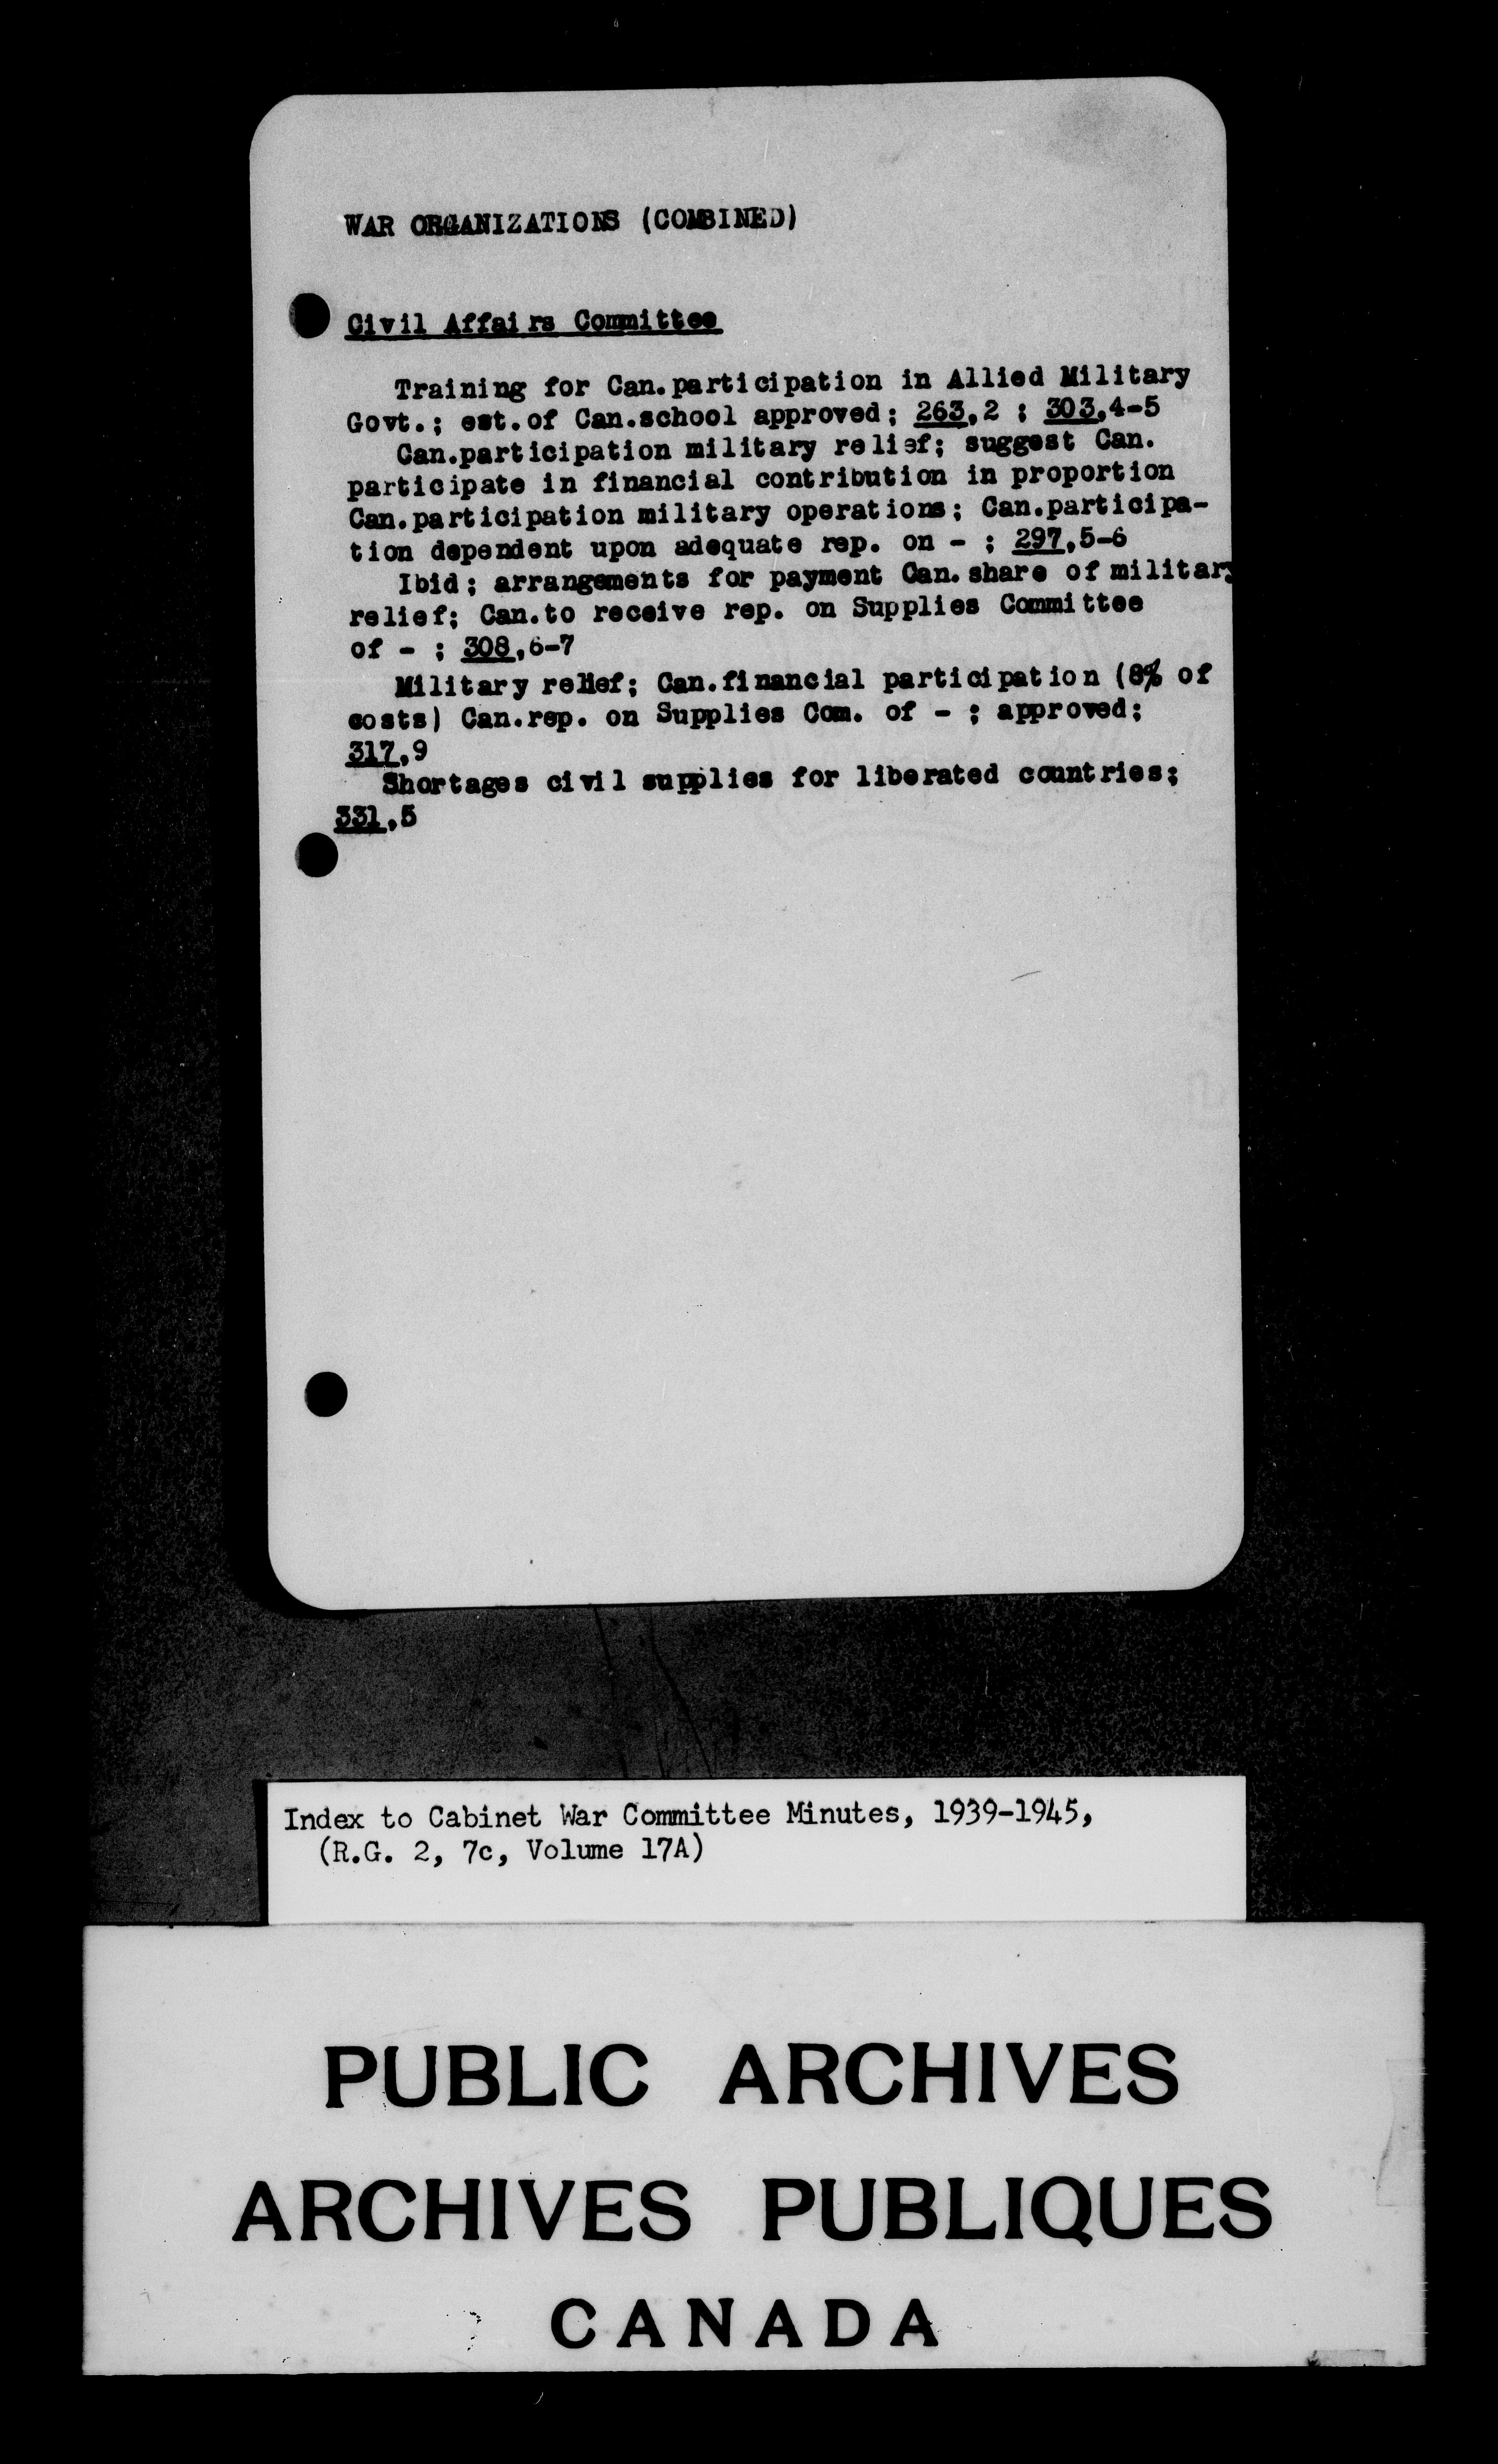 WAR ORGANIZATIONS (COMBINED)
Civil Affairs Committee
Training for Can.participation in Allied Military
Govt.; est.of Can.school approved; 263,2 ; 303,4-5
Can.participation military relief; suggest Can.
participate in financial contribution in proportion
Can.participation military operations; Can.participa-
tion dependent upon adequate rep. on - ; 297,5-6
Ibid; arrangements for payment Can.share of military
relief; Can.to receive rep. on Supplies Committee
of - ; 308,6-7
Military relief; Can.financial participation (8% of
costs) Can.rep. on Supplies Com. of - ; approved;
317,9
Shortages civil supplies for liberated countries;
331,5
Index to Cabinet War Committee Minutes, 1939-1945,
(R.G. 2, 7c, Volume 17A)
PUBLIC ARCHIVES
ARCHIVES PUBLIQUES
CANADA